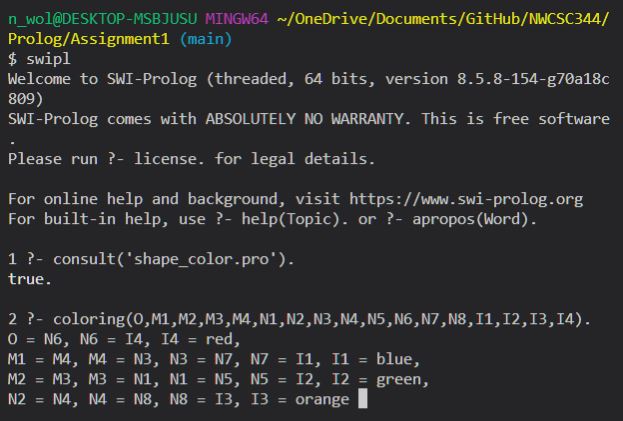 n_wol@DESKTOP-MSBJUSU MINGW64 ~/OneDrive/Documents/GitHub/NWCSC344/
Prolog/Assignment1 (main)
$ swipl
Welcome to SWI-Prolog (threaded, 64 bits, version 8.5.8-154-g70a18c
809)
SWI-Prolog comes with ABSOLUTELY NO WARRANTY. This is free software
.
Please run ?- license. for legal details.

For online help and background, visit https://www.swi-prolog.org
For built-in help, use ?- help(Topic). or ?- apropos(Word).

1 ?- consult('shape_color.pro').
true.

2 ?- coloring(O,M1,M2,M3,M4,N1,N2,N3,N4,N5,N6,N7,N8,I1,I2,I3,I4).
O = N6, N6 = I4, I4 = red,
M1 = M4, M4 = N3, N3 = N7, N7 = I1, I1 = blue,
M2 = M3, M3 = N1, N1 = N5, N5 = I2, I2 = green,
N2 = N4, N4 = N8, N8 = I3, I3 = orange